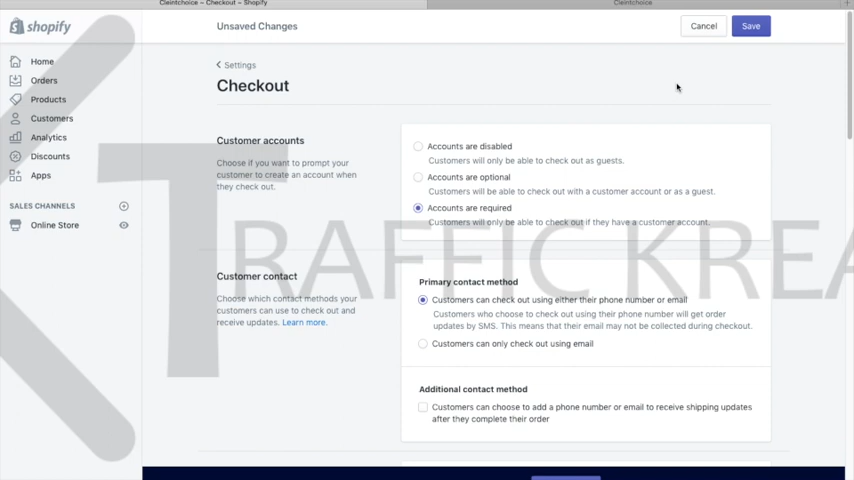 Cleintchoice ~ Checkout ~ Shopify
Cleintchoice
shopify
Unsaved Changes
Cancel
Save
Home
Orders
Products
Customers
Analytics
Discounts
Apps
SALES CHANNELS
Online Store
Settings
Checkout
Customer accounts
Choose if you want to prompt your
customer to create an account when
they check out.
Accounts are disabled
Customers will only be able to check out as guests.
Accounts are optional
Customers will be able to check out with a customer account or as a guest.
Accounts are required
Customers will only be able to check out if they have a customer account.
TRAFFIC KREA
Customer contact
Choose which contact methods your
customers can use to check out and
receive updates. Learn more.
Primary contact method
Customers can check out using either their phone number or email
Customers who choose to check out using their phone number will get order
updates by SMS. This means that their email may not be collected during checkout.
Customers can only check out using email
Additional contact method
Customers can choose to add a phone number or email to receive shipping updates
after they complete their order